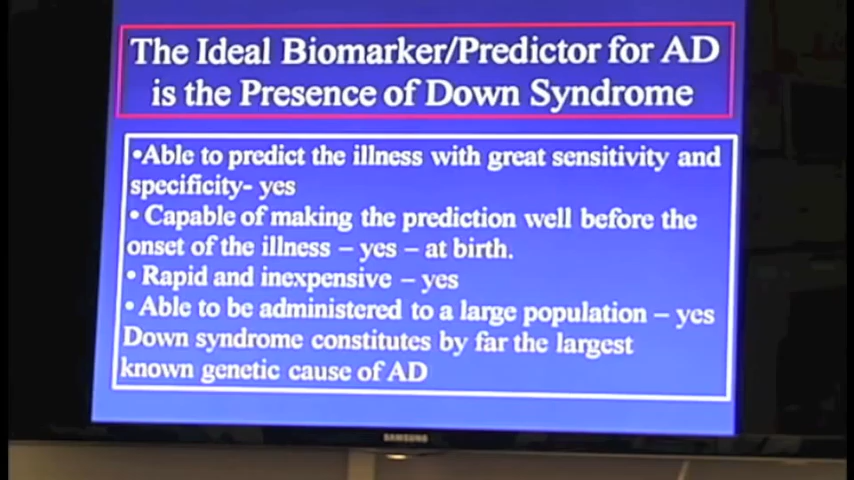 The Ideal Biomarker/Predictor for AD
is the Presence of Down Syndrome
•Able to predict the illness with great sensitivity and
specificity- yes
• Capable of making the prediction well before the
onset of the illness – yes – at birth.
• Rapid and inexpensive – yes
• Able to be administered to a large population – yes
Down syndrome constitutes by far the largest
known genetic cause of AD
SAMSUNG